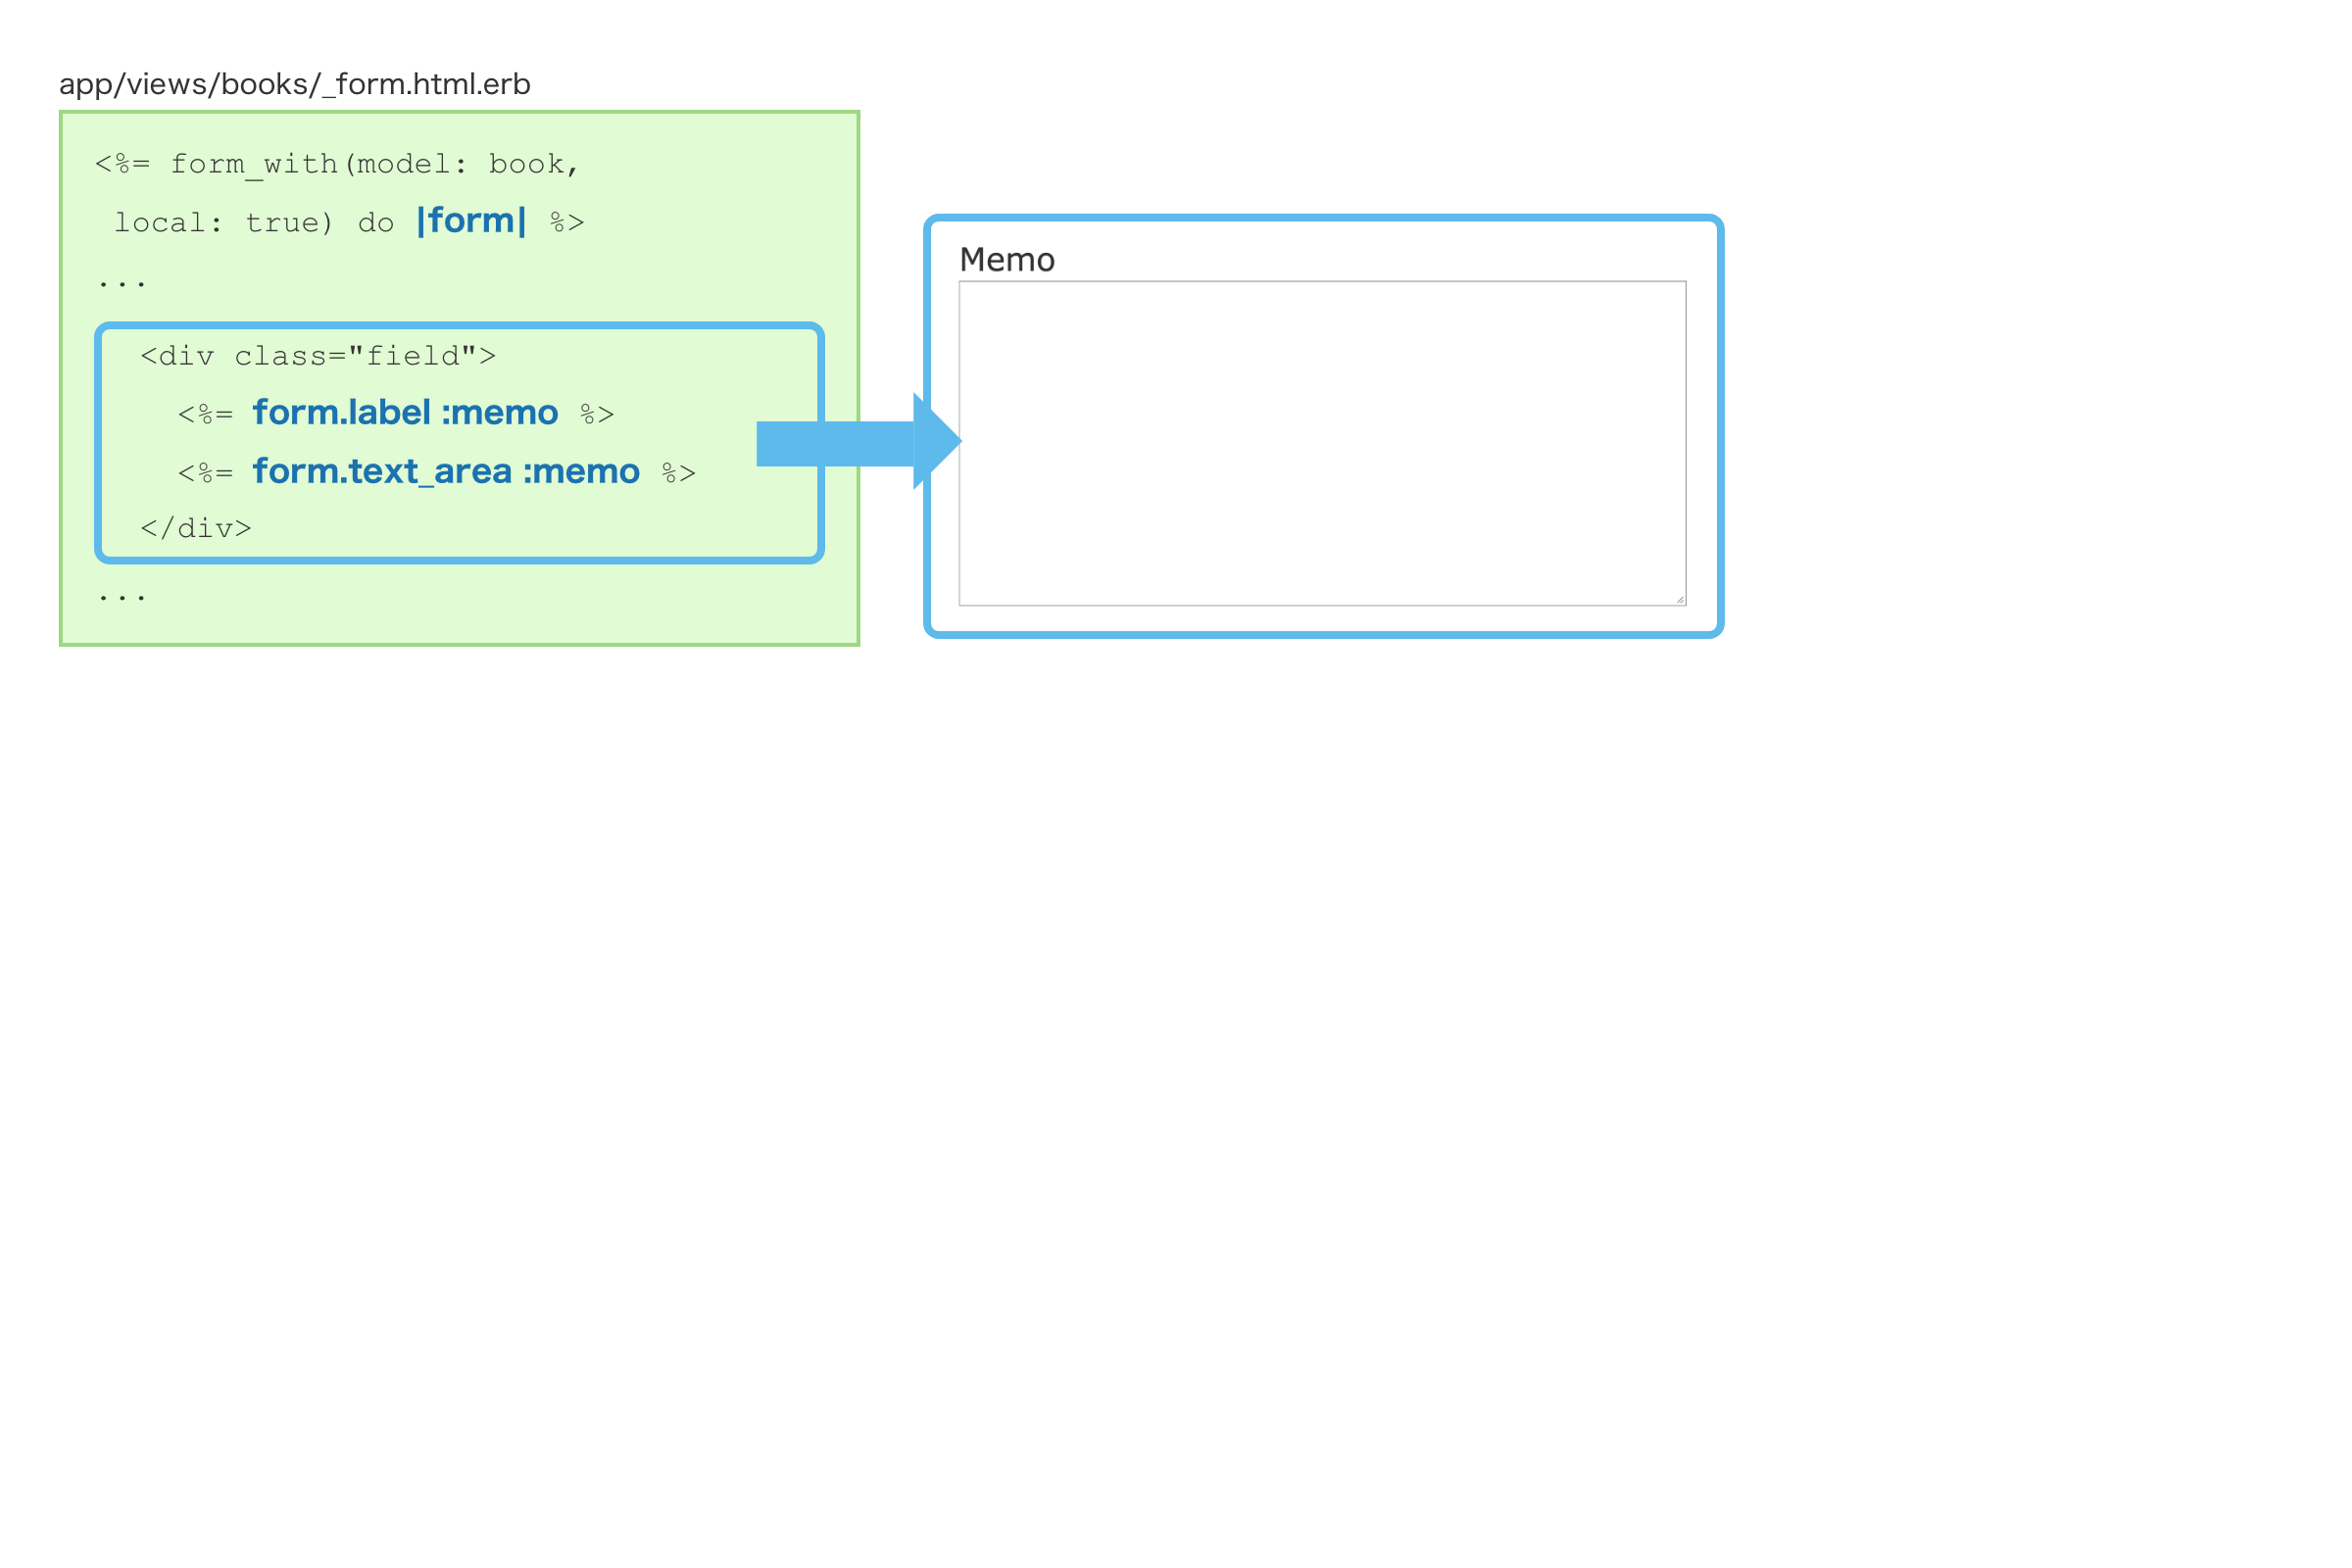 app/views/books/_form.html.erb
<%= form_with(model: book,
local: true) do |form| %>
...
<div class="field">
<%= form.label :memo %>
<%= form.text_area :memo %>
</div>
...
Memo